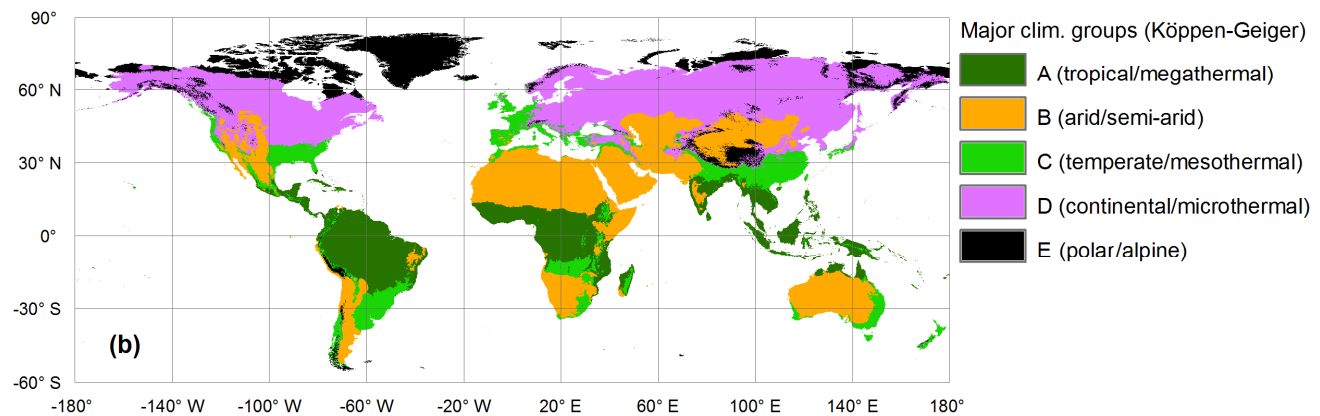 90°
60° N
30° N
0°
-30° S
-60° S
-180°
-140° W
-100° W
-60° W
-20° W
20° E
60° E
100° E
140° E
180°
(b)
Major clim. groups (Köppen-Geiger)
A (tropical/megathermal)
B (arid/semi-arid)
C (temperate/mesothermal)
D (continental/microthermal)
E (polar/alpine)